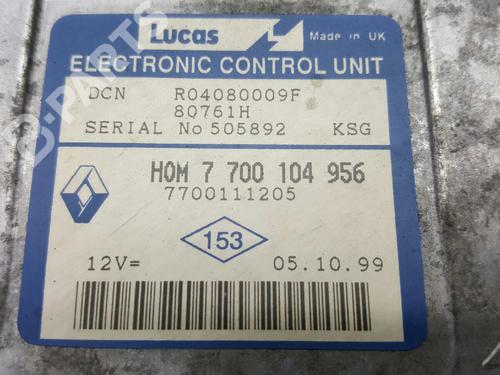 Lucas Made in UK
ELECTRONIC CONTROL UNIT
DCN R04080009F
80761H
SERIAL No 505892 KSG
HOM 7 700 104 956
7700111205
153
12V= 05.10.99
B-PARTS